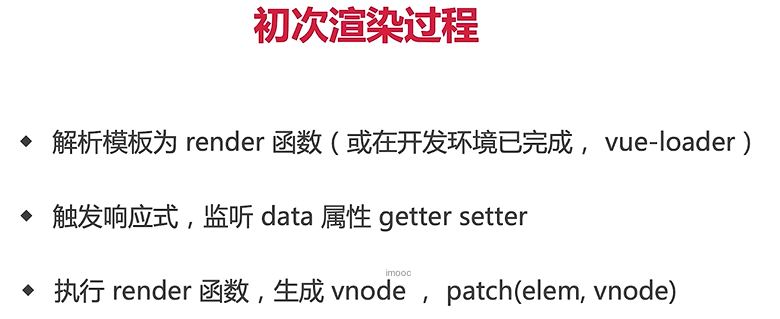 初次渲染过程
◆ 解析模板为 render 函数（或在开发环境已完成， vue-loader）
◆ 触发响应式，监听 data 属性 getter setter
imooc
◆ 执行 render 函数，生成 vnode ， patch(elem, vnode)